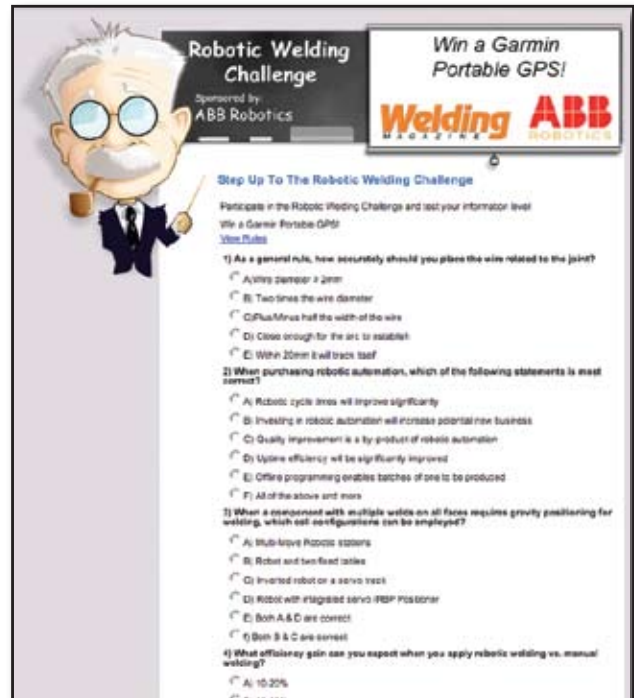 Robotic Welding
Challenge
Sponsored by:
ABB Robotics
Win a Garmin
Portable GPS!
Welding
MAGAZINE
ABB
ROBOTICS
Step Up To The Robotic Welding Challenge
Participate in the Robotic Welding Challenge and test your information level
Win a Garmin Portable GPS!
View Rules
1) As a general rule, how accurately should you place the wire related to the joint?
A) Wire diameter ± 2mm
B) Two times the wire diameter
C) Plus/Minus half the width of the wire
D) Close enough for the arc to establish
E) Within 20mm it will track itself
2) When purchasing robotic automation, which of the following statements is most
correct?
A) Robotic cycle times will improve significantly
B) Investing in robotic automation will increase potential new business
C) Quality improvement is a by-product of robotic automation
D) Uptime efficiency will be significantly improved
E) Offline programming enables batches of one to be produced
F) All of the above and more
3) When a component with multiple welds on all faces requires gravity positioning for
welding, which cell configurations can be employed?
A) Multi-Move Robotic stations
B) Robot and two fixed tables
C) Inverted robot on a servo track
D) Robot with integrated servo IRBP Positioner
E) Both A & D are correct
f) Both B & C are correct
4) What efficiency gain can you expect when you apply robotic welding vs. manual
welding?
A) 10-20%